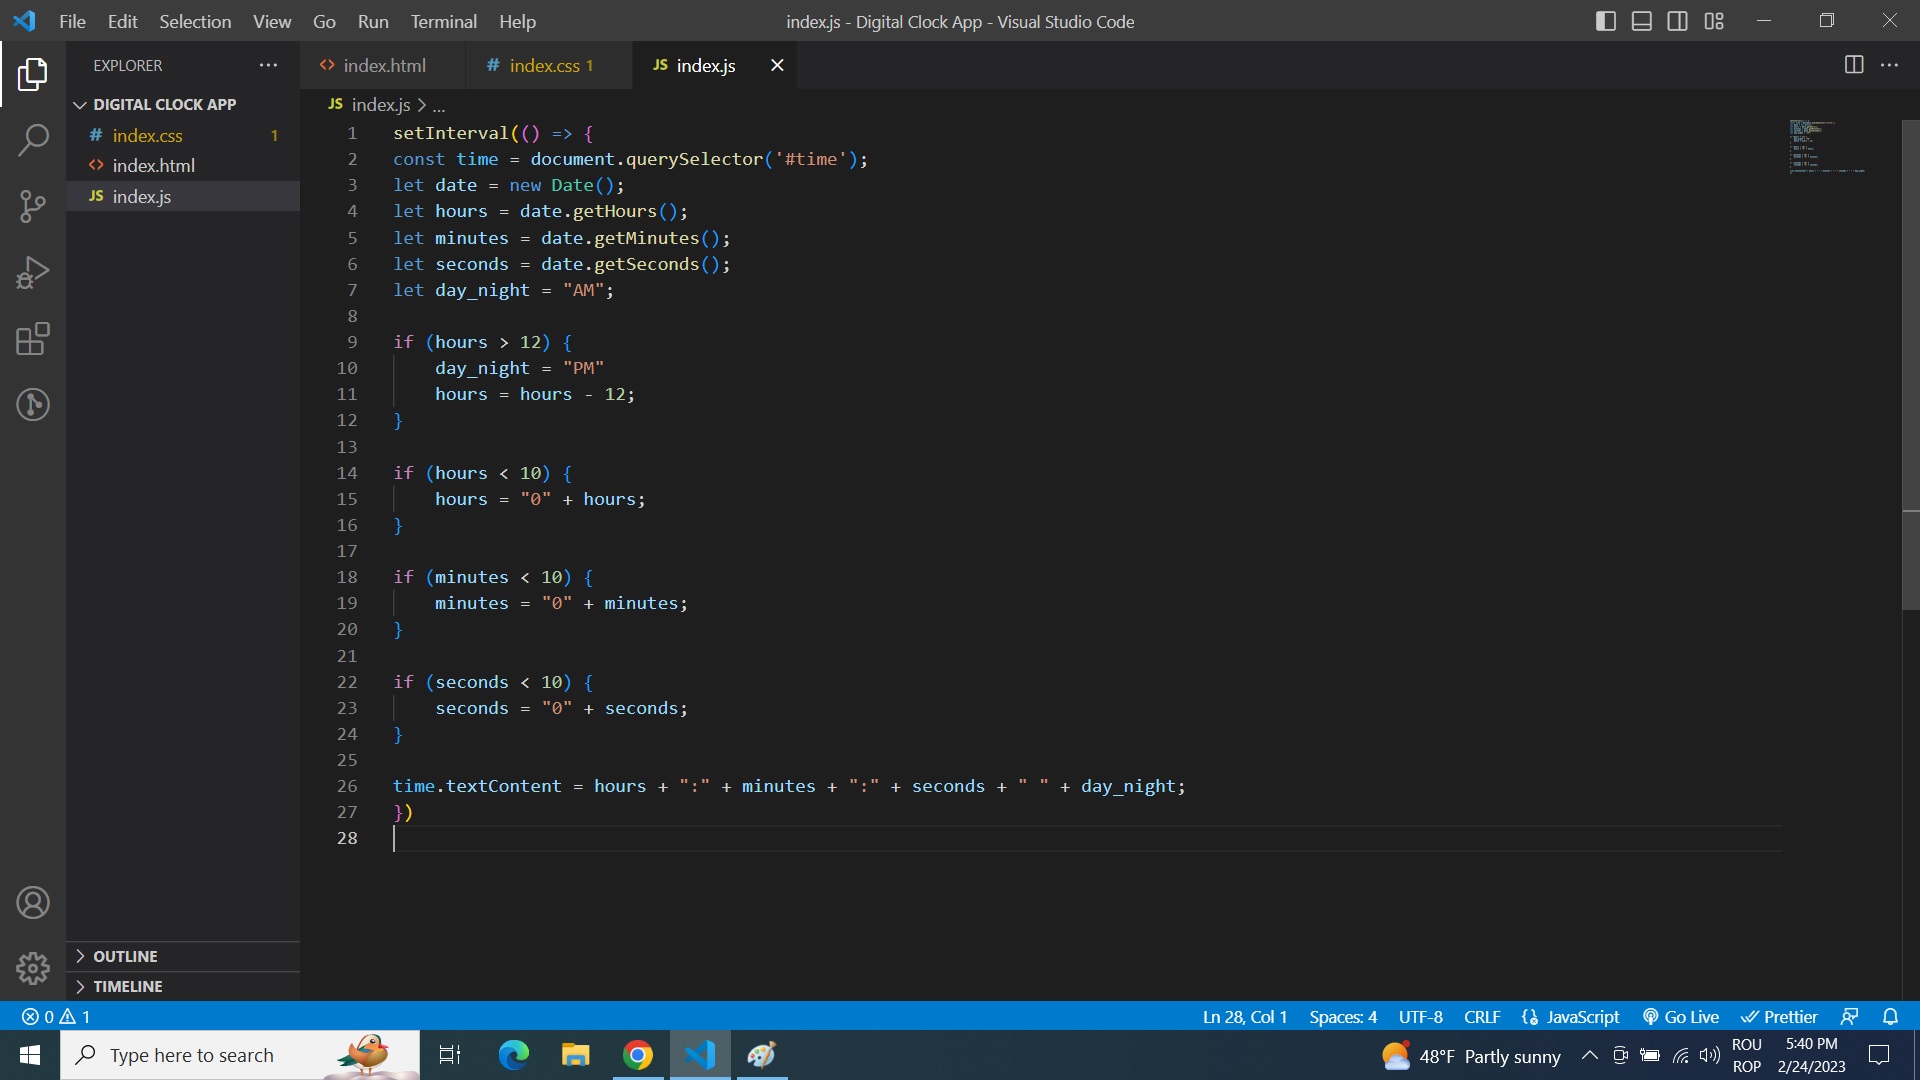 File Edit Selection View Go Run Terminal Help
index.js - Digital Clock App - Visual Studio Code
EXPLORER
DIGITAL CLOCK APP
# index.css 1
<> index.html
JS index.js
OUTLINE
TIMELINE
<> index.html # index.css 1 JS index.js
JS index.js > ...
1 setInterval(() => {
2 const time = document.querySelector('#time');
3 let date = new Date();
4 let hours = date.getHours();
5 let minutes = date.getMinutes();
6 let seconds = date.getSeconds();
7 let day_night = "AM";
8
9 if (hours > 12) {
10 day_night = "PM"
11 hours = hours - 12;
12 }
13
14 if (hours < 10) {
15 hours = "0" + hours;
16 }
17
18 if (minutes < 10) {
19 minutes = "0" + minutes;
20 }
21
22 if (seconds < 10) {
23 seconds = "0" + seconds;
24 }
25
26 time.textContent = hours + ":" + minutes + ":" + seconds + " " + day_night;
27 })
28
0 1 Ln 28, Col 1 Spaces: 4 UTF-8 CRLF JavaScript Go Live Prettier
Type here to search
48°F Partly sunny
ROU
ROP
5:40 PM
2/24/2023